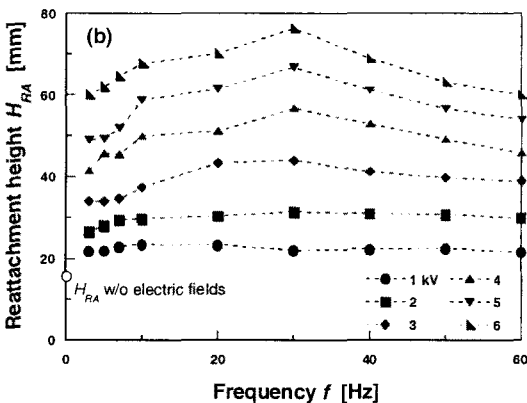 (b)
Reattachment height H_RA [mm]
80
60
40
20
0
H_RA w/o electric fields
1 kV
2
3
4
5
6
0 20 40 60
Frequency f [Hz]